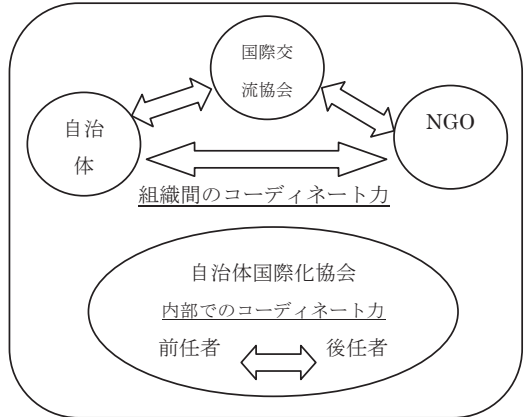 国際交
流協会
自治
体
NGO
組織間のコーディネート力
自治体国際化協会
内部でのコーディネート力
前任者 後任者